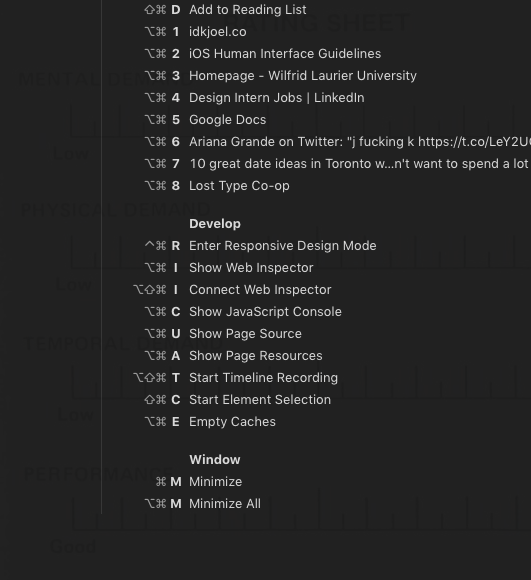 RATING SHEET
⇧⌘ D Add to Reading List
⌥⌘ 1 idkjoel.co
⌥⌘ 2 iOS Human Interface Guidelines
⌥⌘ 3 Homepage - Wilfrid Laurier University
MENTAL DEMAND
⌥⌘ 4 Design Intern Jobs | LinkedIn
⌥⌘ 5 Google Docs
⌥⌘ 6 Ariana Grande on Twitter: "j fucking k https://t.co/LeY2U
Low
⌥⌘ 7 10 great date ideas in Toronto w...n't want to spend a lot
⌥⌘ 8 Lost Type Co-op
PHYSICAL DEMAND
Develop
^⌘ R Enter Responsive Design Mode
⌥⌘ I Show Web Inspector
Low
⌥⇧⌘ I Connect Web Inspector
⌥⌘ C Show JavaScript Console
⌥⌘ U Show Page Source
TEMPORAL DEMAND
⌥⌘ A Show Page Resources
⌥⇧⌘ T Start Timeline Recording
⇧⌘ C Start Element Selection
Low
⌥⌘ E Empty Caches
Window
PERFORMANCE
⌘ M Minimize
⌥⌘ M Minimize All
Good